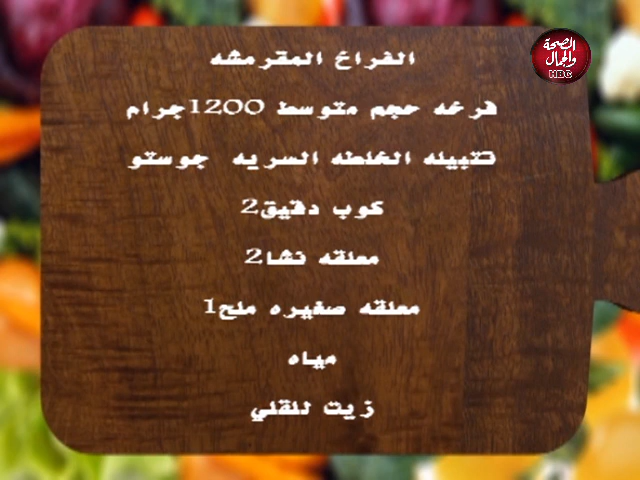 الصحة
والجمال
HBC
الفراخ المقرمشه
فرخه حجم متوسط 1200جرام
تتبيله الخلطه السريه جوستو
كوب دقيق2
معلقه نشا2
معلقه صغيره ملح1
مياه
زيت للقلي